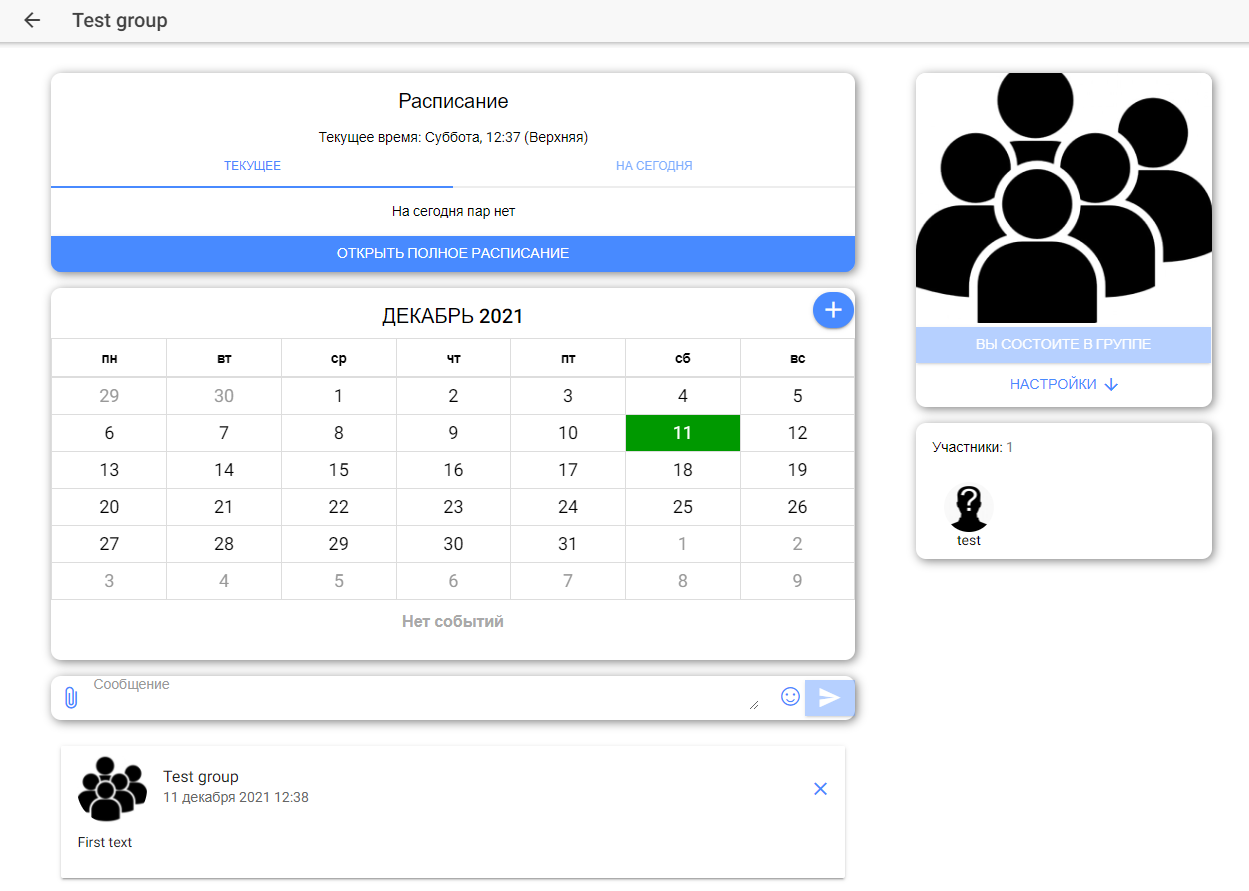 Test group
Расписание
Текущее время: Суббота, 12:37 (Верхняя)
ТЕКУЩЕЕ НА СЕГОДНЯ
На сегодня пар нет
ОТКРЫТЬ ПОЛНОЕ РАСПИСАНИЕ
ДЕКАБРЬ 2021
пн вт ср чт пт сб вс
29 30 1 2 3 4 5
6 7 8 9 10 11 12
13 14 15 16 17 18 19
20 21 22 23 24 25 26
27 28 29 30 31 1 2
3 4 5 6 7 8 9
Нет событий
Сообщение
Test group
11 декабря 2021 12:38
First text
ВЫ СОСТОИТЕ В ГРУППЕ
НАСТРОЙКИ
Участники: 1
test